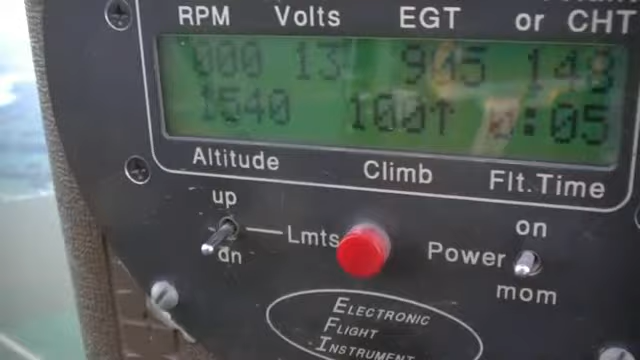 RPM Volts EGT or CHT
000 13 905 148
1540 100↑ 0:05
Altitude Climb Flt.Time
up on
Lmts Power
dn mom
ELECTRONIC
FLIGHT
INSTRUMENT